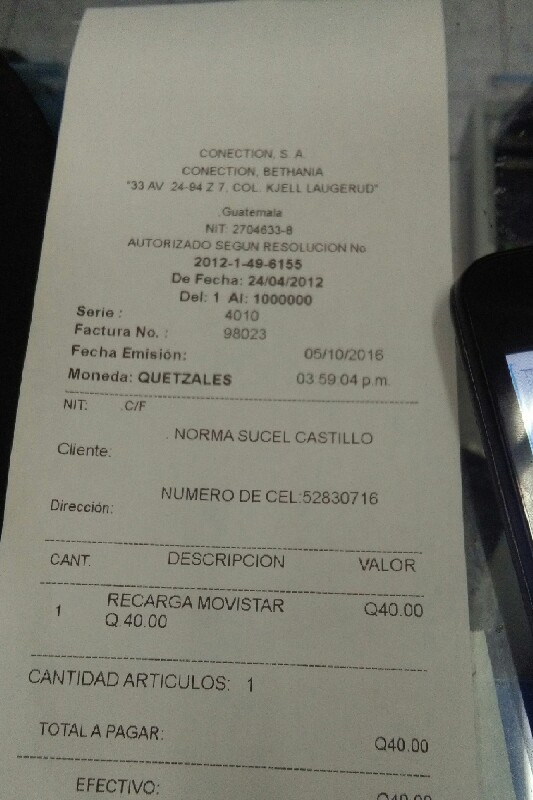 CONECTION, S. A.
CONECTION, BETHANIA
"33 AV 24-94 Z 7, COL. KJELL LAUGERUD"
,Guatemala
NIT: 2704633-8
AUTORIZADO SEGUN RESOLUCION No
2012-1-49-6155
De Fecha: 24/04/2012
Del: 1 Al: 1000000
Serie : 4010
Factura No. : 98023
Fecha Emisión: 05/10/2016
Moneda: QUETZALES 03:59:04 p.m.
NIT: .C/F
. NORMA SUCEL CASTILLO
Cliente:
NUMERO DE CEL:52830716
Dirección:
CANT. DESCRIPCION VALOR
1 RECARGA MOVISTAR Q40.00
Q 40.00
CANTIDAD ARTICULOS: 1
TOTAL A PAGAR: Q40.00
EFECTIVO: Q40.00